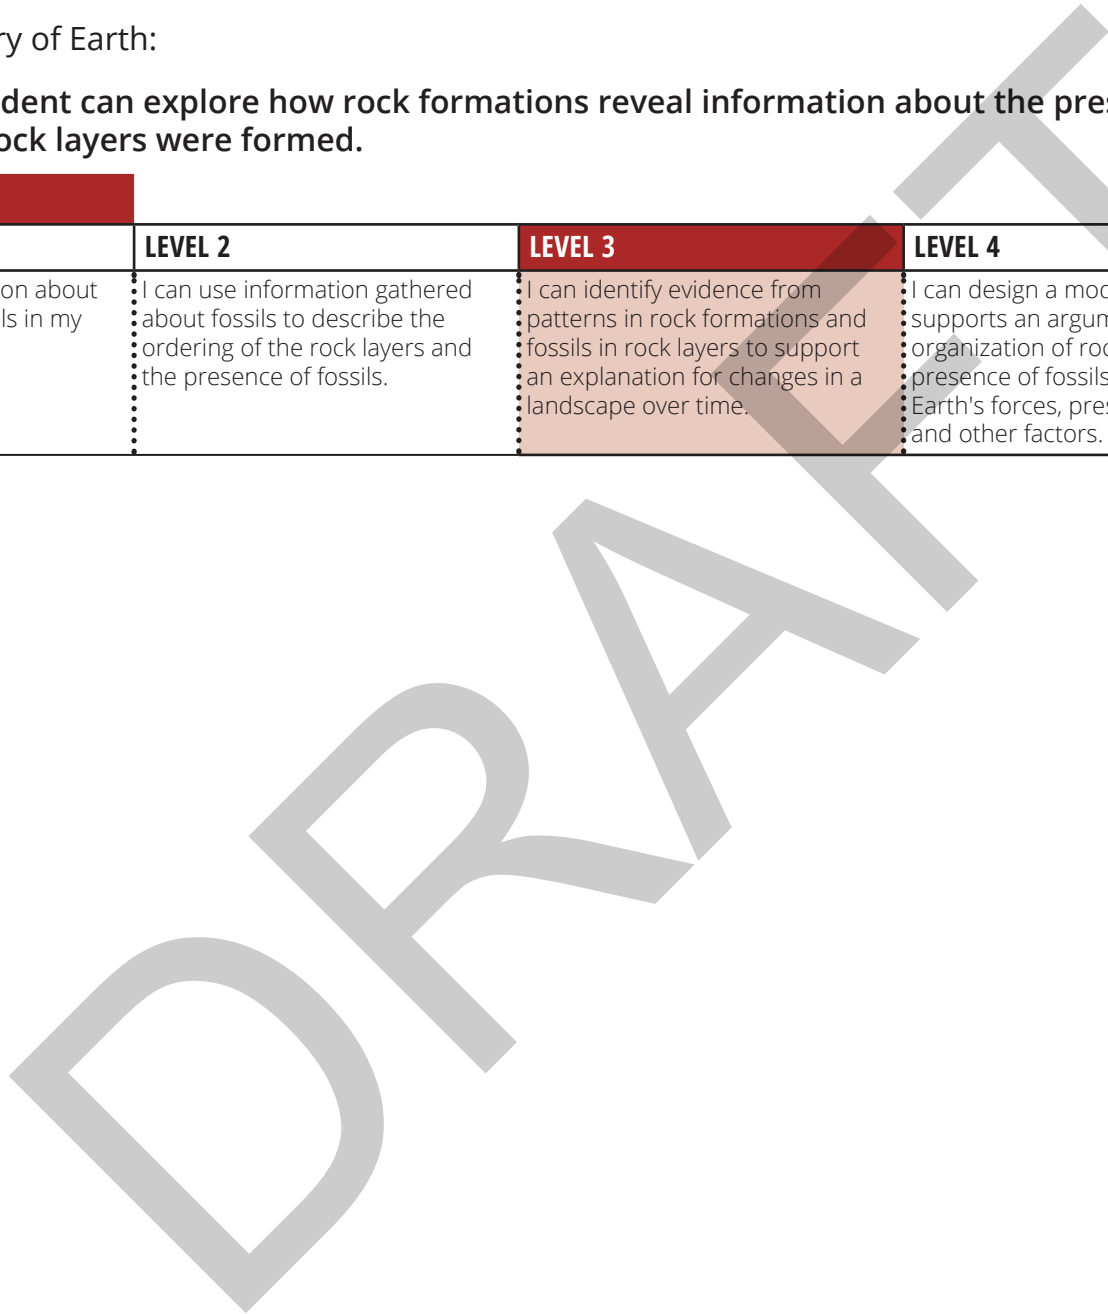 ry of Earth:
dent can explore how rock formations reveal information about the pres
ock layers were formed.
LEVEL 2
LEVEL 3
LEVEL 4
on about
ls in my
I can use information gathered
about fossils to describe the
ordering of the rock layers and
the presence of fossils.
I can identify evidence from
patterns in rock formations and
fossils in rock layers to support
an explanation for changes in a
landscape over time.
I can design a mod
supports an argum
organization of roc
presence of fossils
Earth's forces, pres
and other factors.
DRAFT